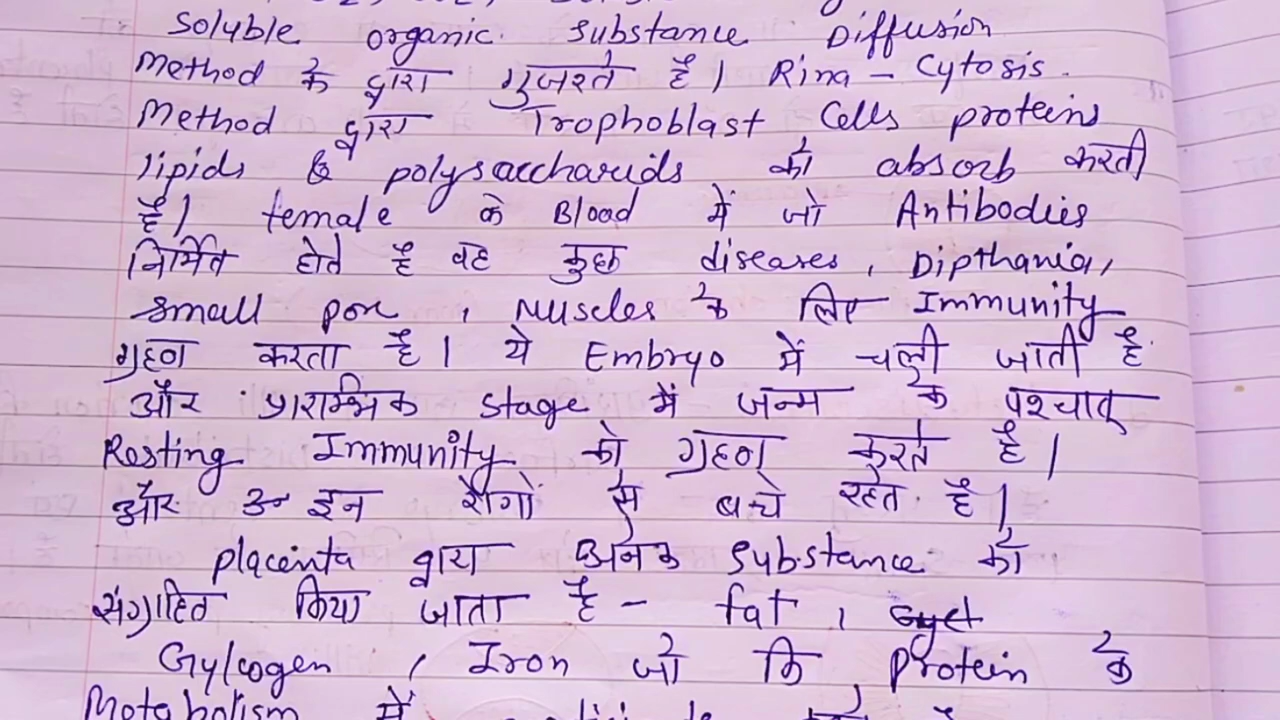 Soluble organic substance Diffusion
Method के द्वारा गुजरते है। Rina - Cytosis.
Method द्वारा Trophoblast Cells proteins
lipids & polysaccharids को absorb करती
है। female के Blood में जो Antibodies
निर्मित होते है वह कुछ diseases, Dipthania,
small pox, Muscles के लिए Immunity
ग्रहण करता है। ये Embryo में चली जाती है
और प्रारम्भिक stage में जन्म के पश्चात्
Resting Immunity को ग्रहण करते है।
और इन रोगों से बचे रहते है।
placenta द्वारा अनेक substance को
संग्रहित किया जाता है - fat,
Gylcogen, Iron जो कि protein के
Motabolism में